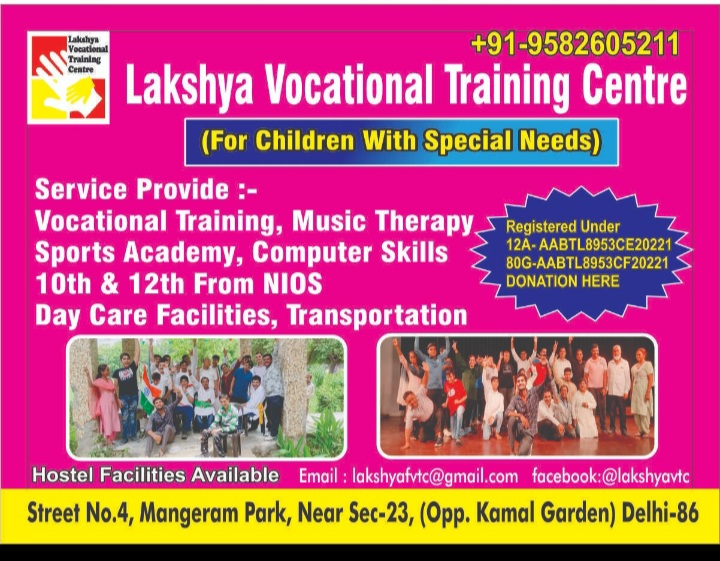 Lakshya
Vocational
Training
Centre
+91-9582605211
Lakshya Vocational Training Centre
(For Children With Special Needs)
Service Provide :-
Vocational Training, Music Therapy
Sports Academy, Computer Skills
10th & 12th From NIOS
Day Care Facilities, Transportation
Registered Under
12A- AABTL8953CE20221
80G-AABTL8953CF20221
DONATION HERE
Hostel Facilities Available Email : lakshyafvtc@gmail.com facebook:@lakshyavtc
Street No.4, Mangeram Park, Near Sec-23, (Opp. Kamal Garden) Delhi-86